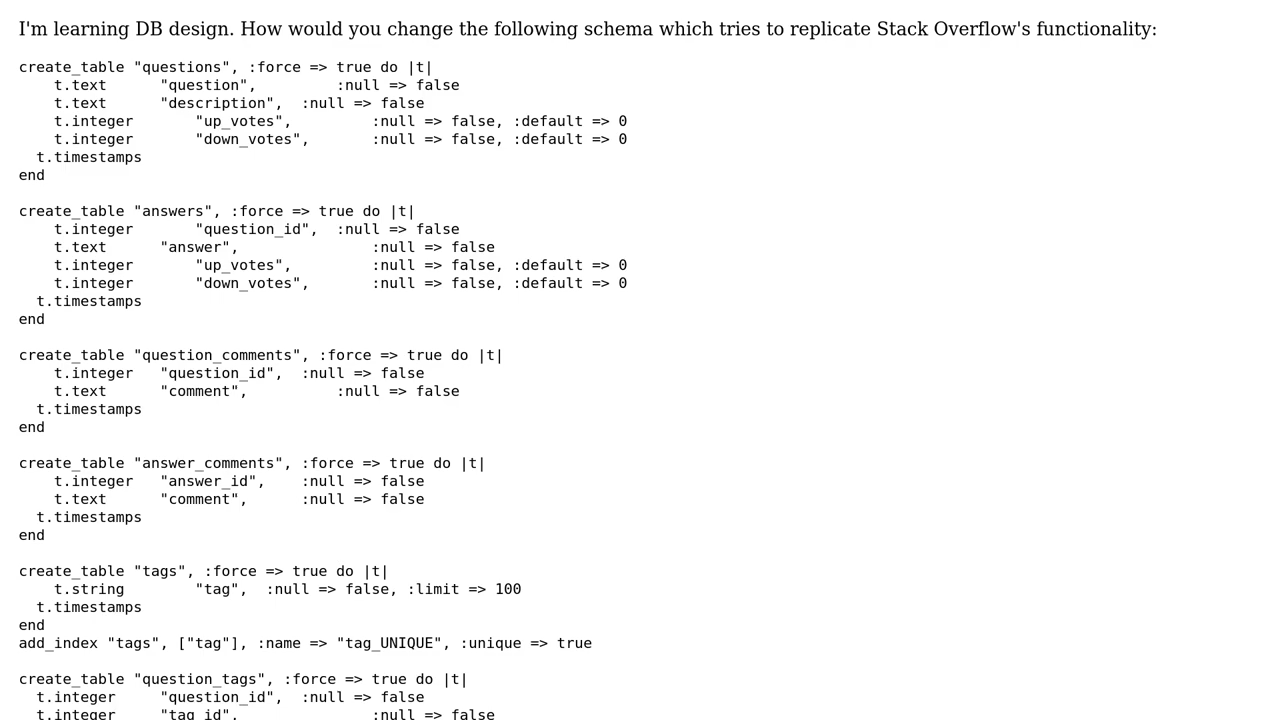 I'm learning DB design. How would you change the following schema which tries to replicate Stack Overflow's functionality:
create_table "questions", :force => true do |t|
    t.text      "question",         :null => false
    t.text      "description",  :null => false
    t.integer       "up_votes",         :null => false, :default => 0
    t.integer       "down_votes",       :null => false, :default => 0
  t.timestamps
end

create_table "answers", :force => true do |t|
    t.integer       "question_id",  :null => false
    t.text      "answer",               :null => false
    t.integer       "up_votes",         :null => false, :default => 0
    t.integer       "down_votes",       :null => false, :default => 0
  t.timestamps
end

create_table "question_comments", :force => true do |t|
    t.integer   "question_id",  :null => false
    t.text      "comment",          :null => false
  t.timestamps
end

create_table "answer_comments", :force => true do |t|
    t.integer   "answer_id",    :null => false
    t.text      "comment",      :null => false
  t.timestamps
end

create_table "tags", :force => true do |t|
    t.string        "tag",  :null => false, :limit => 100
  t.timestamps
end
add_index "tags", ["tag"], :name => "tag_UNIQUE", :unique => true

create_table "question_tags", :force => true do |t|
  t.integer     "question_id",  :null => false
  t.integer     "tag_id",               :null => false